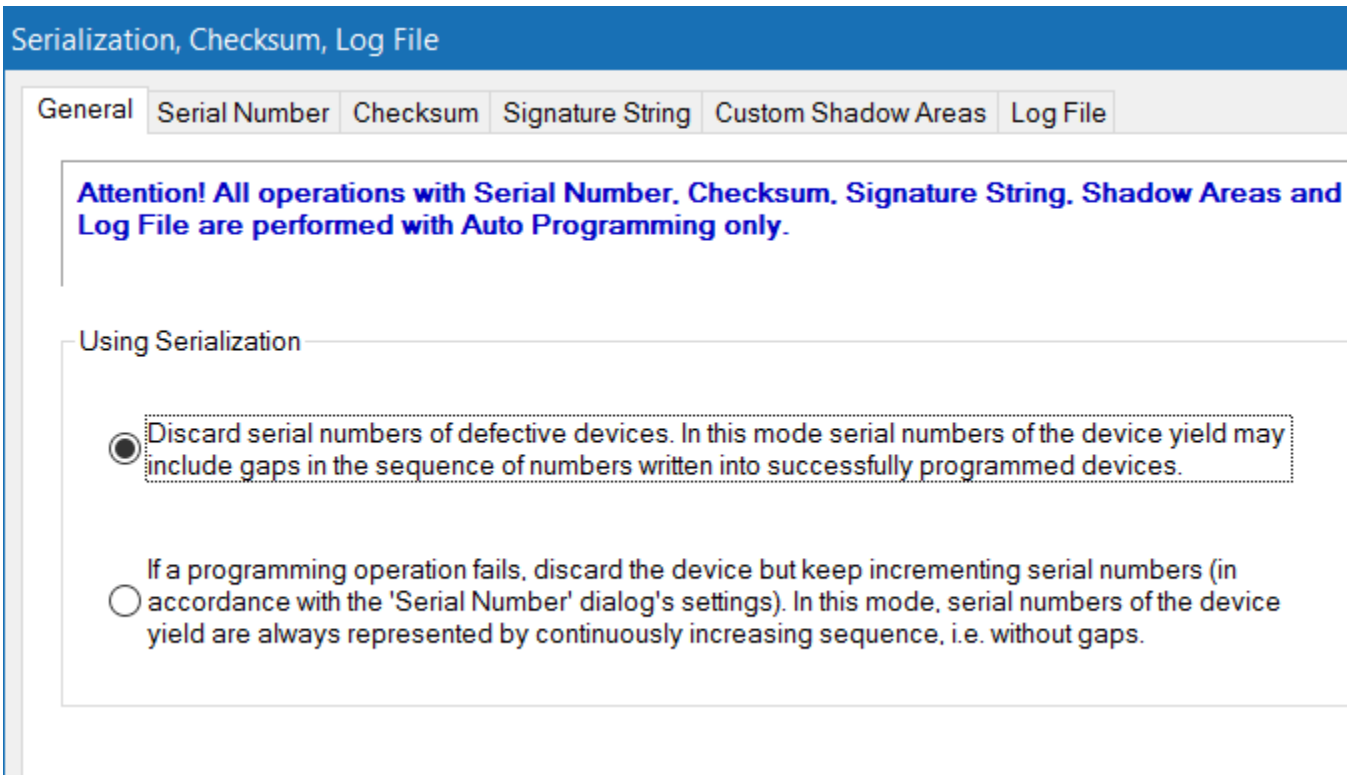 Serialization, Checksum, Log File
General Serial Number Checksum Signature String Custom Shadow Areas Log File
Attention! All operations with Serial Number, Checksum, Signature String, Shadow Areas and
Log File are performed with Auto Programming only.
Using Serialization
Discard serial numbers of defective devices. In this mode serial numbers of the device yield may
include gaps in the sequence of numbers written into successfully programmed devices.
If a programming operation fails, discard the device but keep incrementing serial numbers (in
accordance with the 'Serial Number' dialog's settings). In this mode, serial numbers of the device
yield are always represented by continuously increasing sequence, i.e. without gaps.